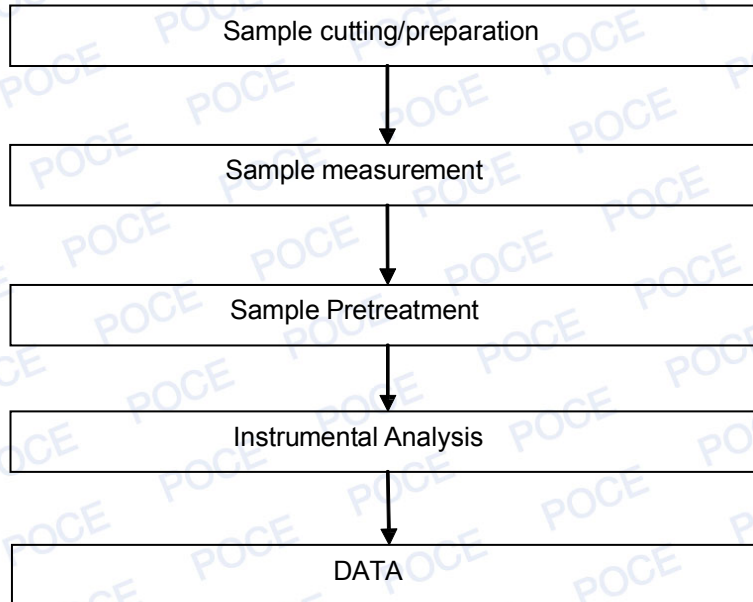 Sample cutting/preparation
Sample measurement
Sample Pretreatment
Instrumental Analysis
DATA